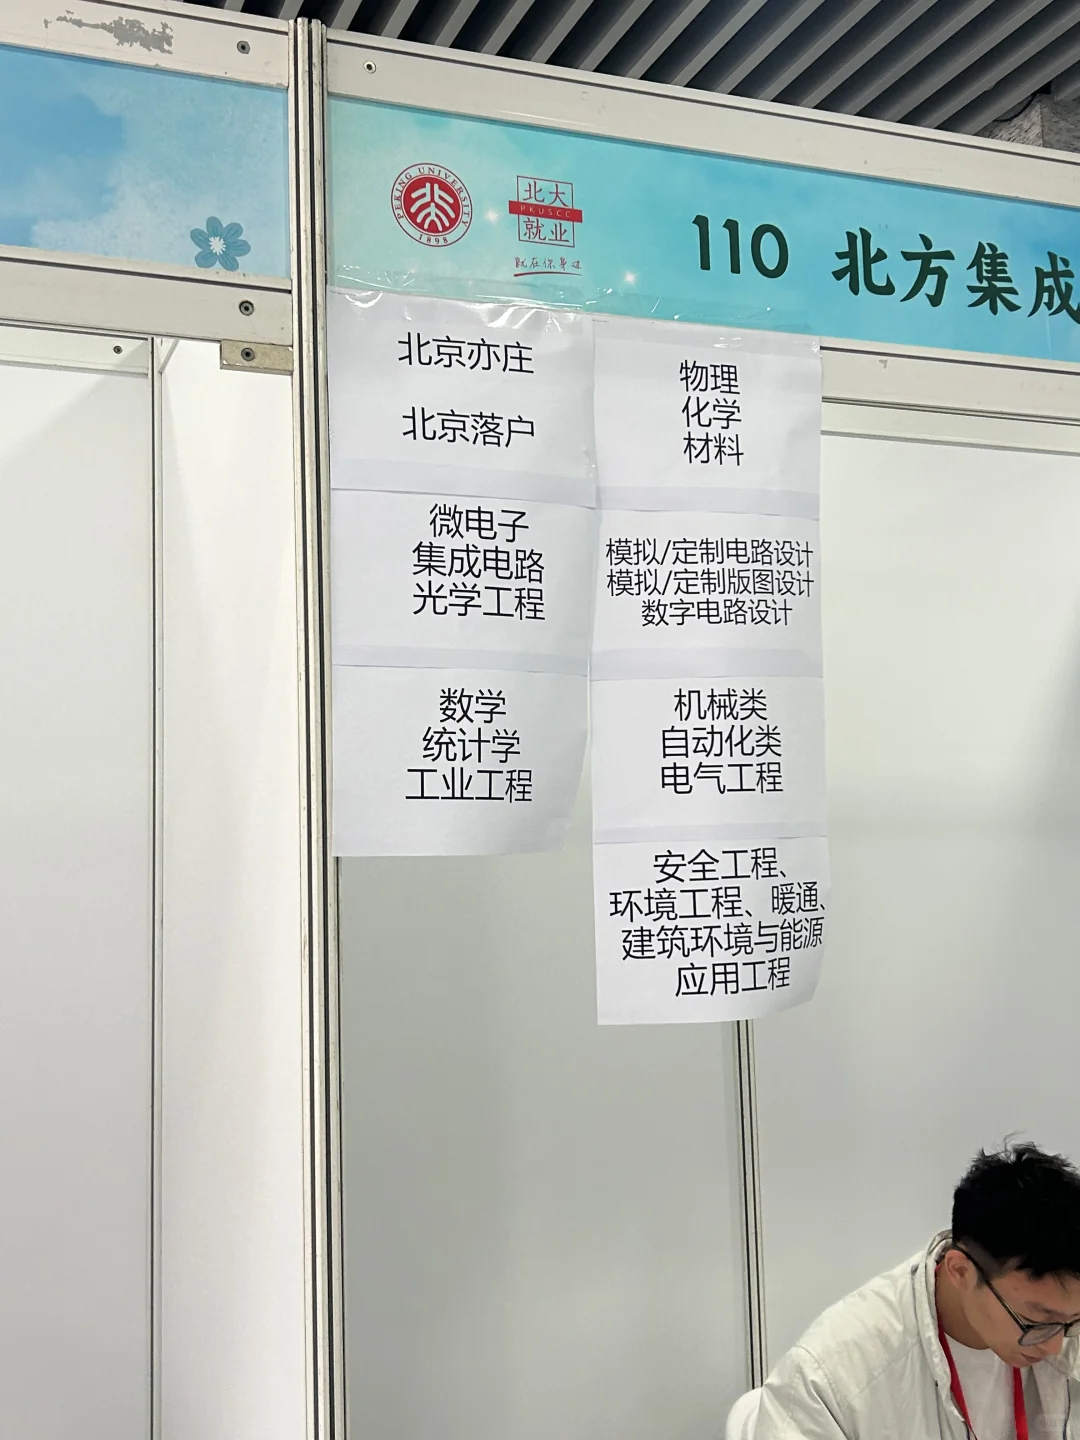 PEKING UNIVERSITY
1898
北大
PKUSCC
就业
就在你身边
110 北方集成
北京亦庄
北京落户
微电子
集成电路
光学工程
数学
统计学
工业工程
物理
化学
材料
模拟/定制电路设计
模拟/定制版图设计
数字电路设计
机械类
自动化类
电气工程
安全工程、
环境工程、暖通、
建筑环境与能源
应用工程